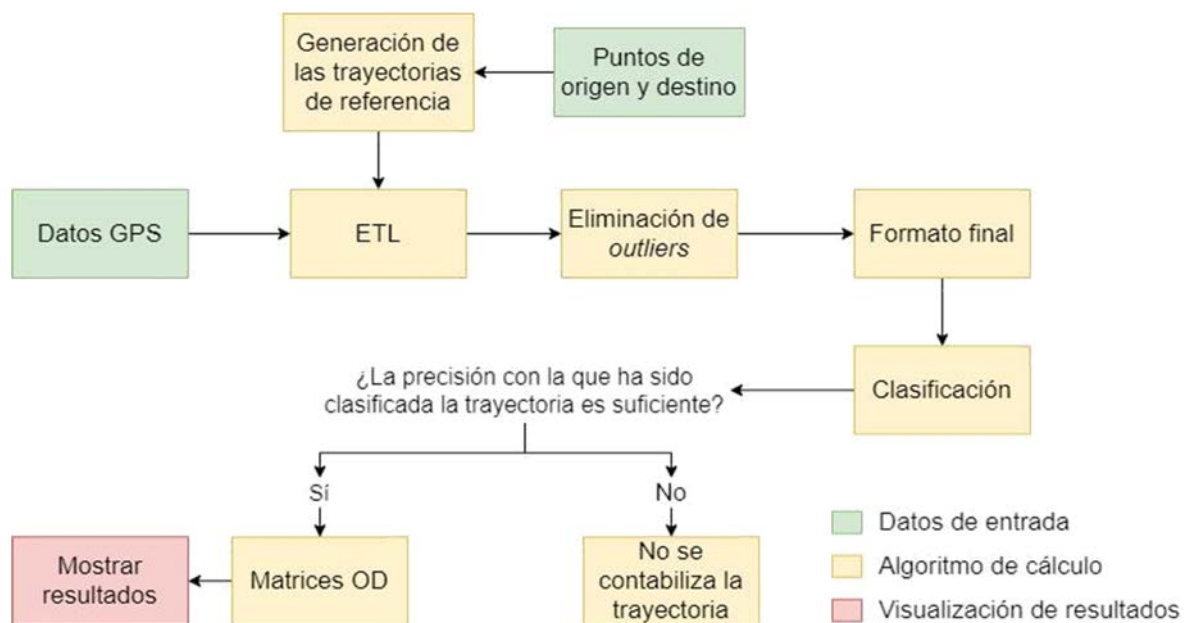 Generación de
las trayectorias
de referencia
Puntos de
origen y destino
Datos GPS
ETL
Eliminación de
outliers
Formato final
¿La precisión con la que ha sido
clasificada la trayectoria es suficiente?
Clasificación
Sí
No
Mostrar
resultados
Matrices OD
No se
contabiliza la
trayectoria
Datos de entrada
Algoritmo de cálculo
Visualización de resultados